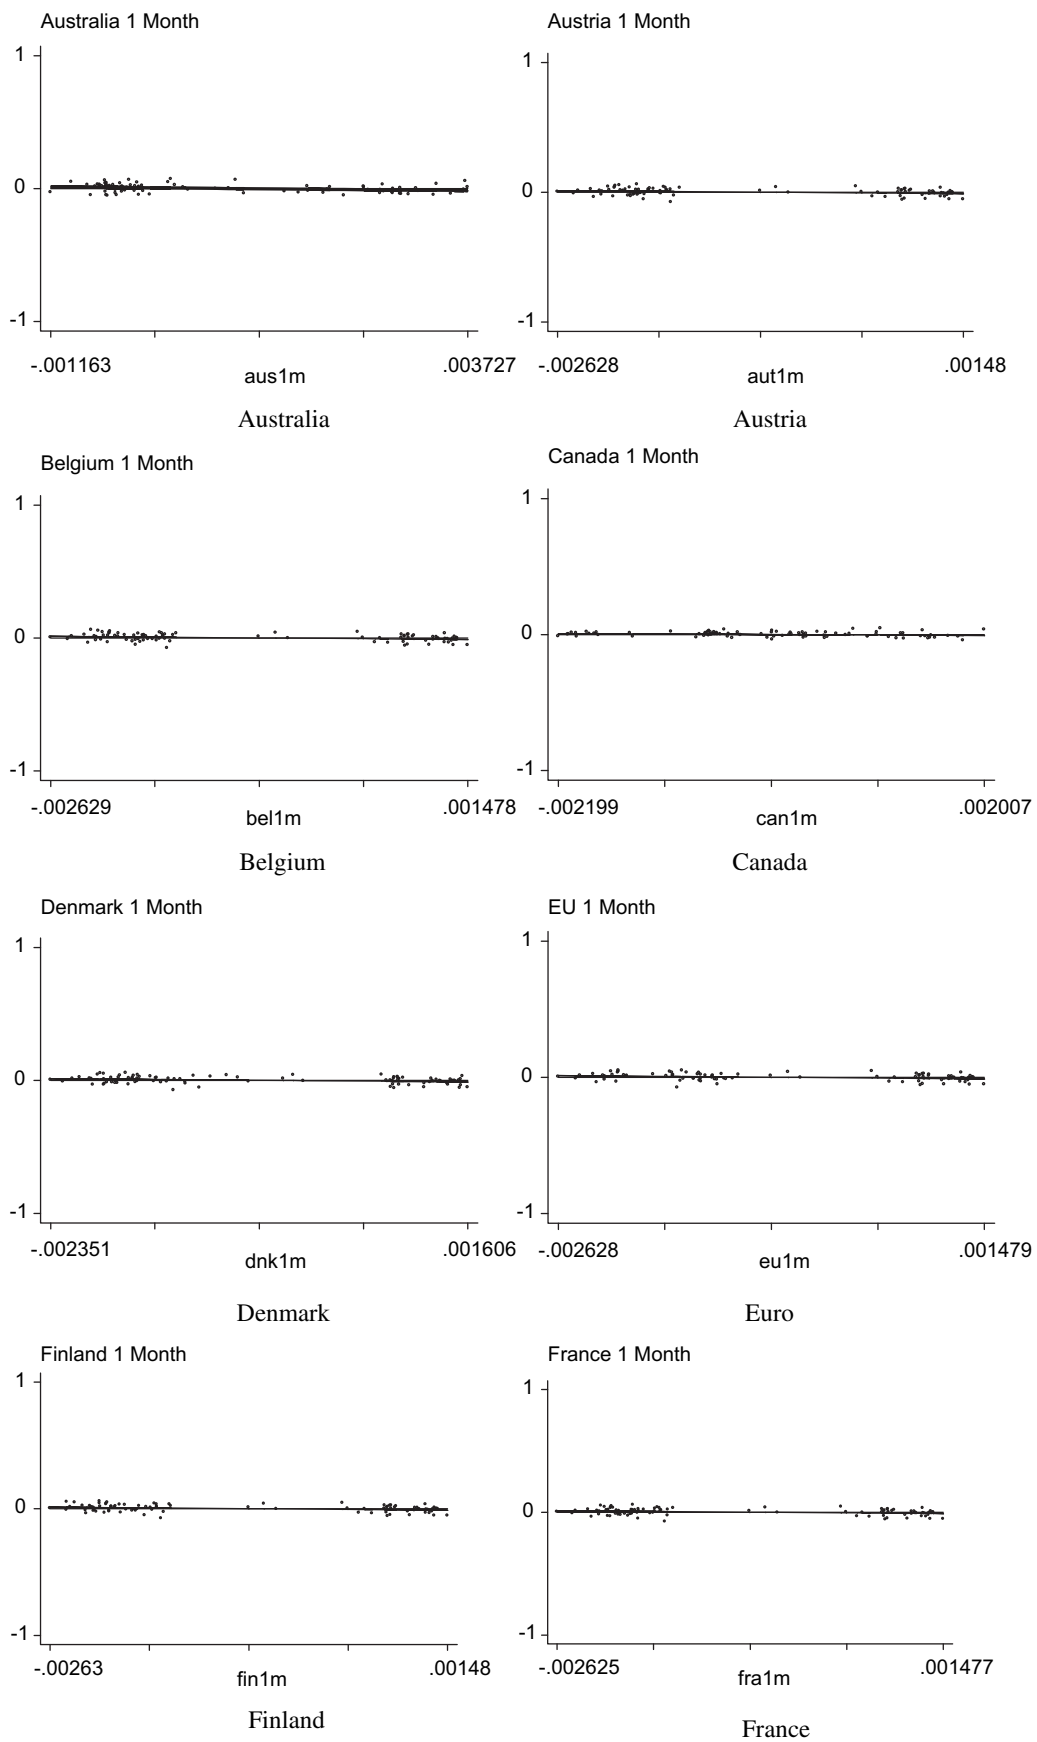 Australia 1 Month
1
0
-1
-.001163
aus1m
.003727
Australia
Austria 1 Month
1
0
-1
-.002628
aut1m
.00148
Austria
Belgium 1 Month
1
0
-1
-.002629
bel1m
.001478
Belgium
Canada 1 Month
1
0
-1
-.002199
can1m
.002007
Canada
Denmark 1 Month
1
0
-1
-.002351
dnk1m
.001606
Denmark
EU 1 Month
1
0
-1
-.002628
eu1m
.001479
Euro
Finland 1 Month
1
0
-1
-.00263
fin1m
.00148
Finland
France 1 Month
1
0
-1
-.002625
fra1m
.001477
France